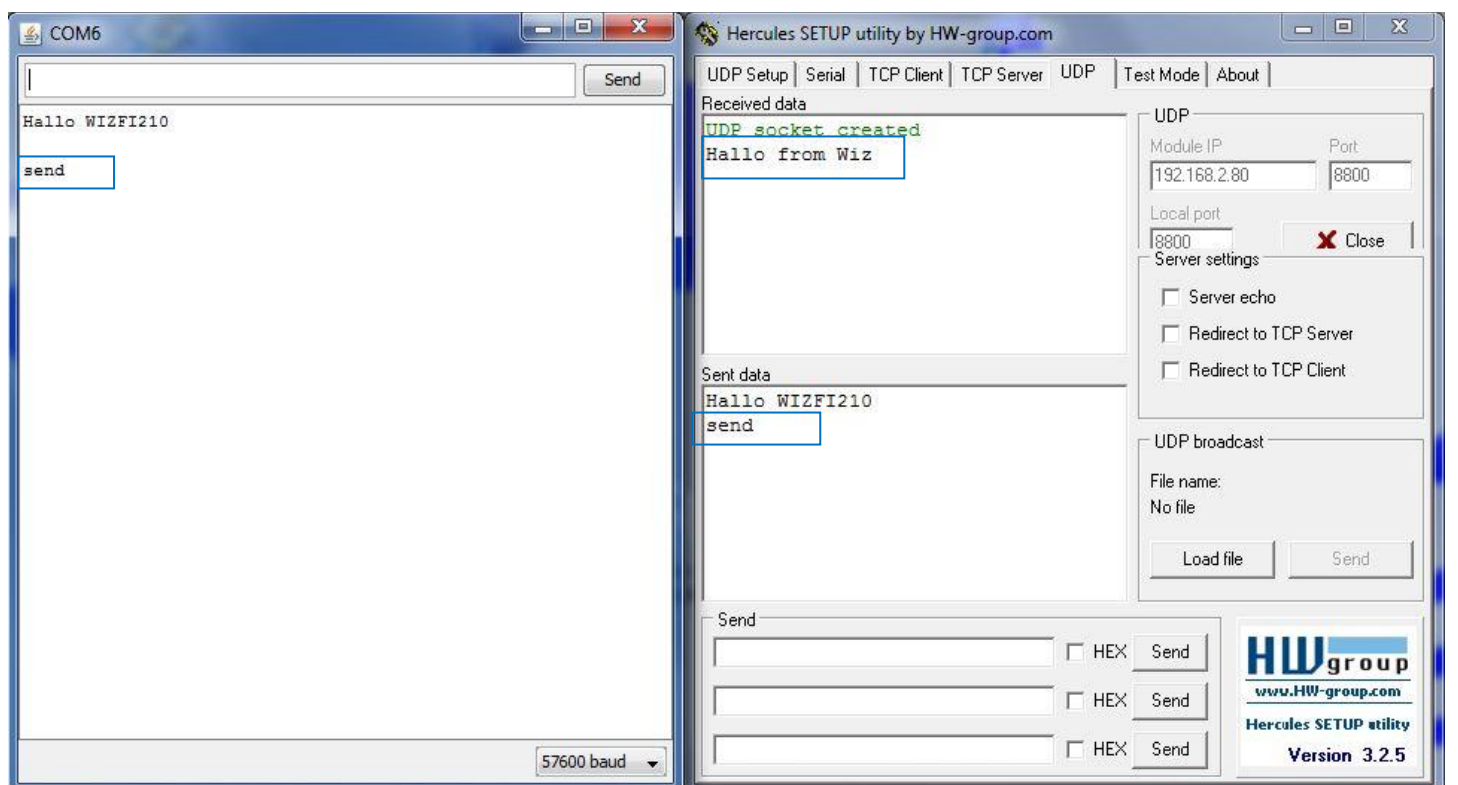 COM6
Send
Hallo WIZFI210
send
57600 baud
Hercules SETUP utility by HW-group.com
UDP Setup Serial TCP Client TCP Server UDP Test Mode About
Received data
UDP socket created
Hallo from Wiz
Sent data
Hallo WIZFI210
send
UDP
Module IP Port
192.168.2.80 8800
Local port
8800 Close
Server settings
Server echo
Redirect to TCP Server
Redirect to TCP Client
UDP broadcast
File name:
No file
Load file Send
Send
HEX Send
HEX Send
HEX Send
HW group
www.HW-group.com
Hercules SETUP utility
Version 3.2.5